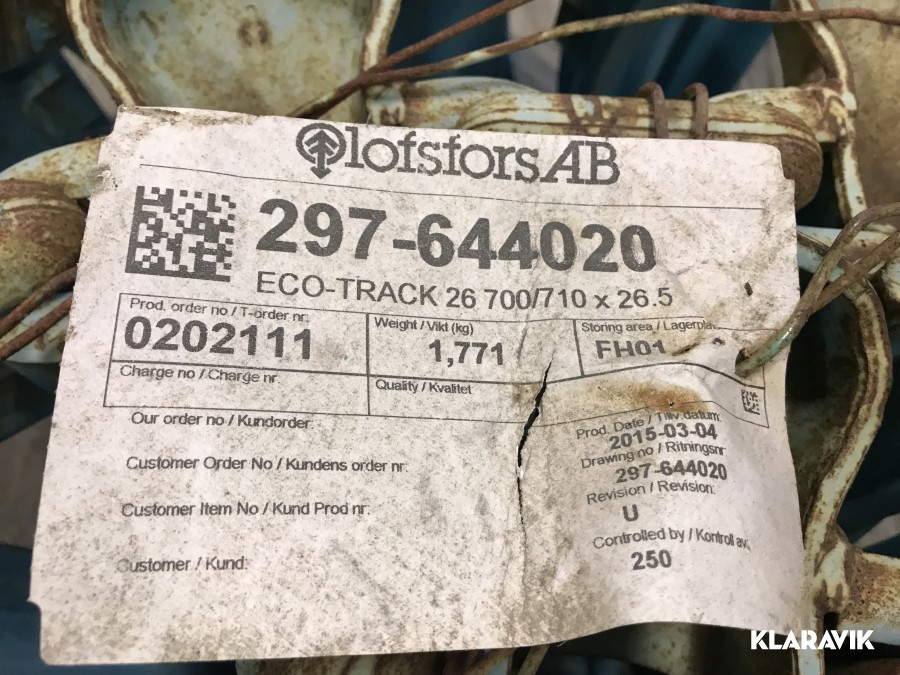 Olofsfors AB
297-644020
ECO-TRACK 26 700/710 x 26.5
Prod. order no / T-order nr:
0202111
Weight / Vikt (kg)
1,771
Storing area / Lagerpla
FH01
Charge no / Charge nr:
Quality / Kvalitet
Our order no / Kundorder:
Customer Order No / Kundens order nr:
Customer Item No / Kund Prod nr:
Customer / Kund:
Prod. Date / Tillv.datum
2015-03-04
Drawing no / Ritningsnr
297-644020
Revision / Revision:
U
Controlled by / Kontroll av:
250
KLARAVIK